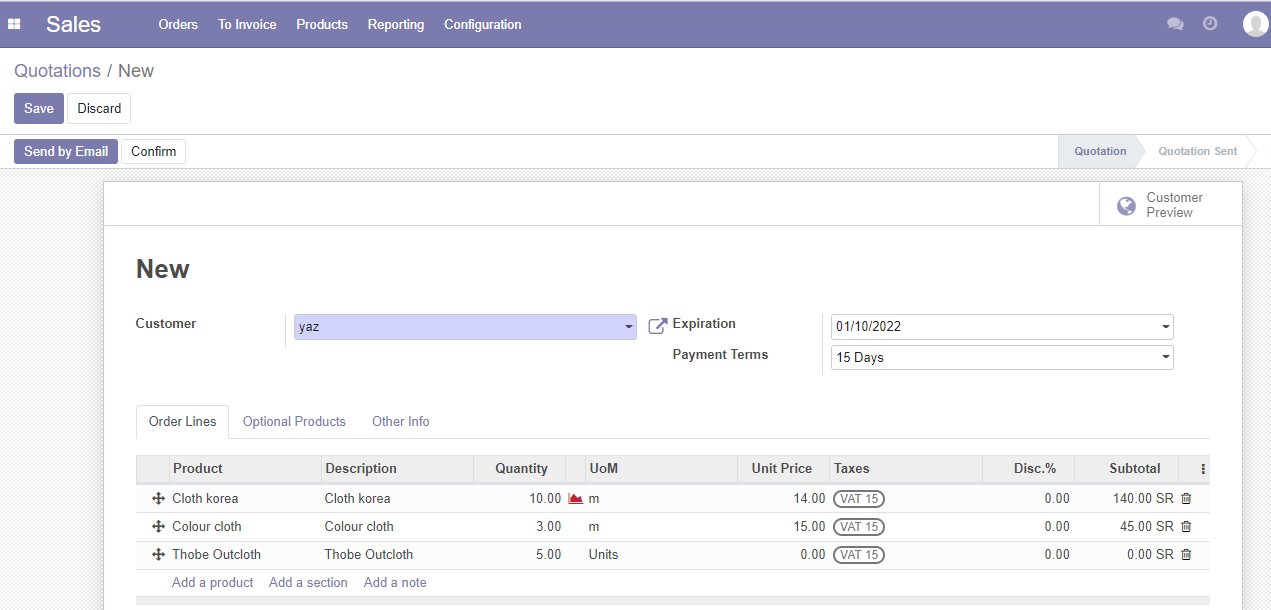 Sales Orders To Invoice Products Reporting Configuration
Quotations / New
Save Discard
Send by Email Confirm Quotation Quotation Sent
Customer
Preview
New
Customer yaz Expiration 01/10/2022
Payment Terms 15 Days
Order Lines Optional Products Other Info
Product Description Quantity UoM Unit Price Taxes Disc.% Subtotal
Cloth korea Cloth korea 10.00 m 14.00 VAT 15 0.00 140.00 SR
Colour cloth Colour cloth 3.00 m 15.00 VAT 15 0.00 45.00 SR
Thobe Outcloth Thobe Outcloth 5.00 Units 0.00 VAT 15 0.00 0.00 SR
Add a product Add a section Add a note